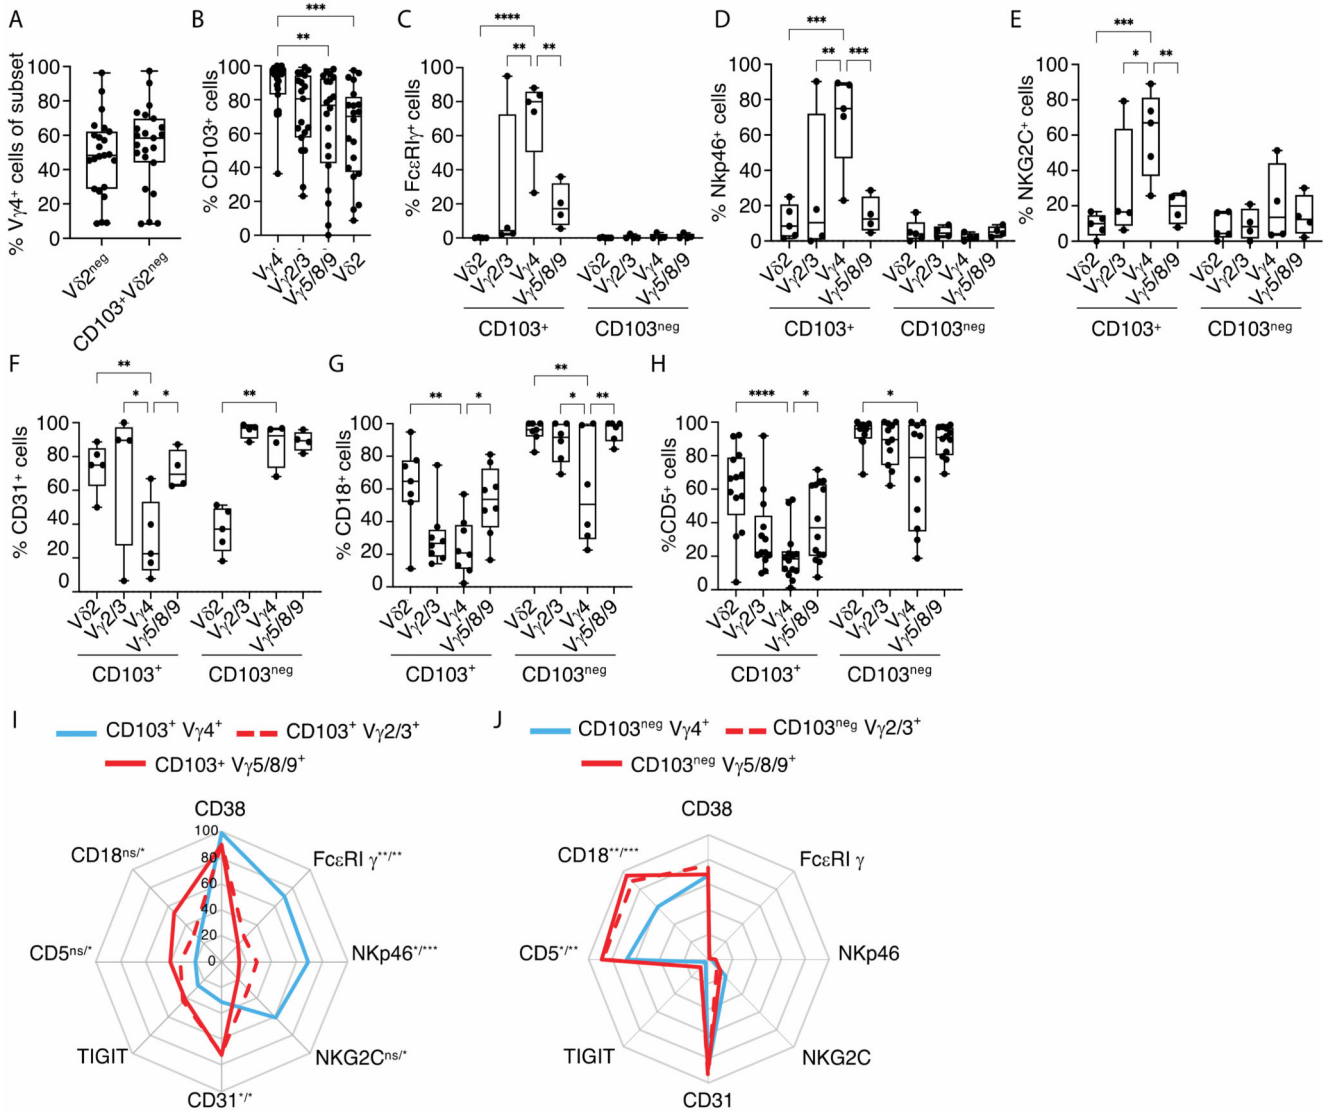 A
% Vγ4⁺ cells of subset
100
80
60
40
20
0
Vδ2ⁿᵉᵍ
CD103⁺Vδ2ⁿᵉᵍ
B
***
**
% CD103⁺ cells
100
80
60
40
20
0
Vγ4
Vγ2/3
Vγ5/8/9
Vδ2
C
****
** **
% FcεRIγ⁺ cells
100
80
60
40
20
0
Vδ2
Vγ2/3
Vγ4
Vγ5/8/9
Vδ2
Vγ2/3
Vγ4
Vγ5/8/9
CD103⁺ CD103ⁿᵉᵍ
D
***
** ***
% Nkp46⁺ cells
100
80
60
40
20
0
Vδ2
Vγ2/3
Vγ4
Vγ5/8/9
Vδ2
Vγ2/3
Vγ4
Vγ5/8/9
CD103⁺ CD103ⁿᵉᵍ
E
***
* **
% NKG2C⁺ cells
100
80
60
40
20
0
Vδ2
Vγ2/3
Vγ4
Vγ5/8/9
Vδ2
Vγ2/3
Vγ4
Vγ5/8/9
CD103⁺ CD103ⁿᵉᵍ
F
**
* *
**
% CD31⁺ cells
100
80
60
40
20
0
Vδ2
Vγ2/3
Vγ4
Vγ5/8/9
Vδ2
Vγ2/3
Vγ4
Vγ5/8/9
CD103⁺ CD103ⁿᵉᵍ
G
** *
**
* **
% CD18⁺ cells
100
80
60
40
20
0
Vδ2
Vγ2/3
Vγ4
Vγ5/8/9
Vδ2
Vγ2/3
Vγ4
Vγ5/8/9
CD103⁺ CD103ⁿᵉᵍ
H
**** *
*
%CD5⁺ cells
100
80
60
40
20
0
Vδ2
Vγ2/3
Vγ4
Vγ5/8/9
Vδ2
Vγ2/3
Vγ4
Vγ5/8/9
CD103⁺ CD103ⁿᵉᵍ
I
CD103⁺ Vγ4⁺ CD103⁺ Vγ2/3⁺
CD103+ Vγ5/8/9⁺
CD38
100
80
60
40
20
0
CD18ns/*
FcεRI γ**/**
CD5ns/*
NKp46*/***
TIGIT
NKG2Cns/*
CD31*/*
J
CD103neg Vγ4⁺ CD103neg Vγ2/3⁺
CD103ⁿᵉᵍ Vγ5/8/9⁺
CD38
CD18**/***
FcεRI γ
CD5*/**
NKp46
TIGIT
NKG2C
CD31